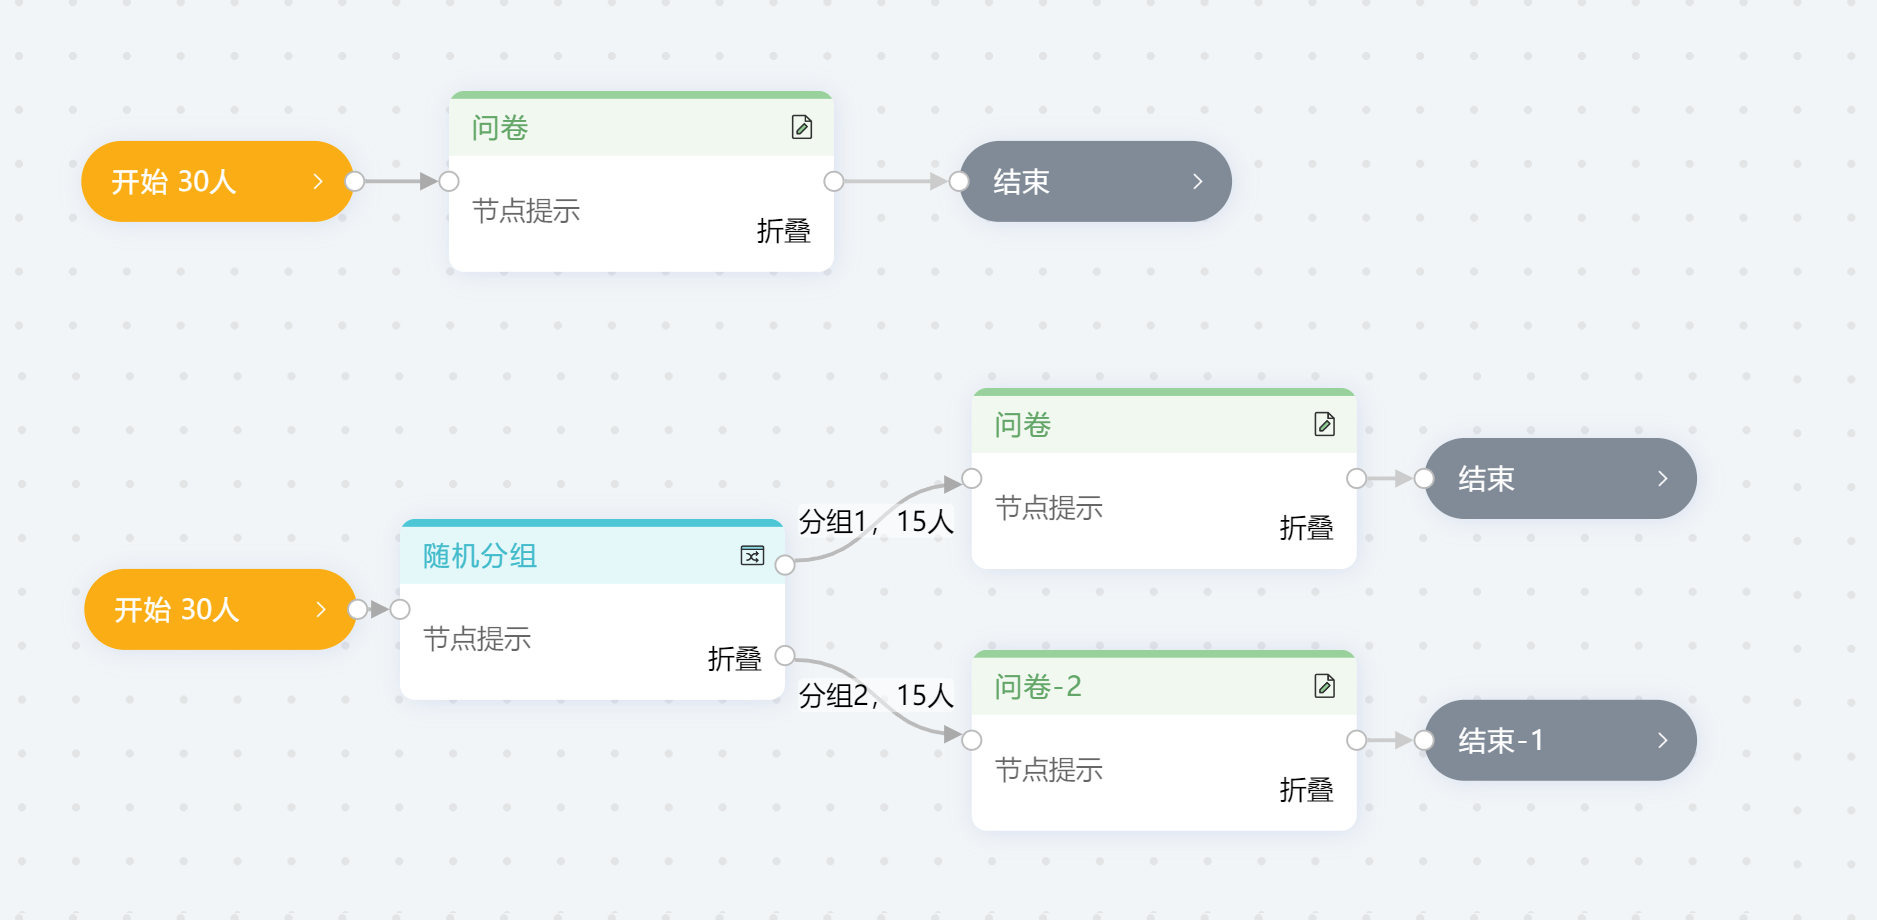 问卷
开始 30人
结束
节点提示
折叠
问卷
结束
节点提示
分组1，15人
折叠
随机分组
开始 30人
节点提示
折叠
分组2，15人
问卷-2
结束-1
节点提示
折叠